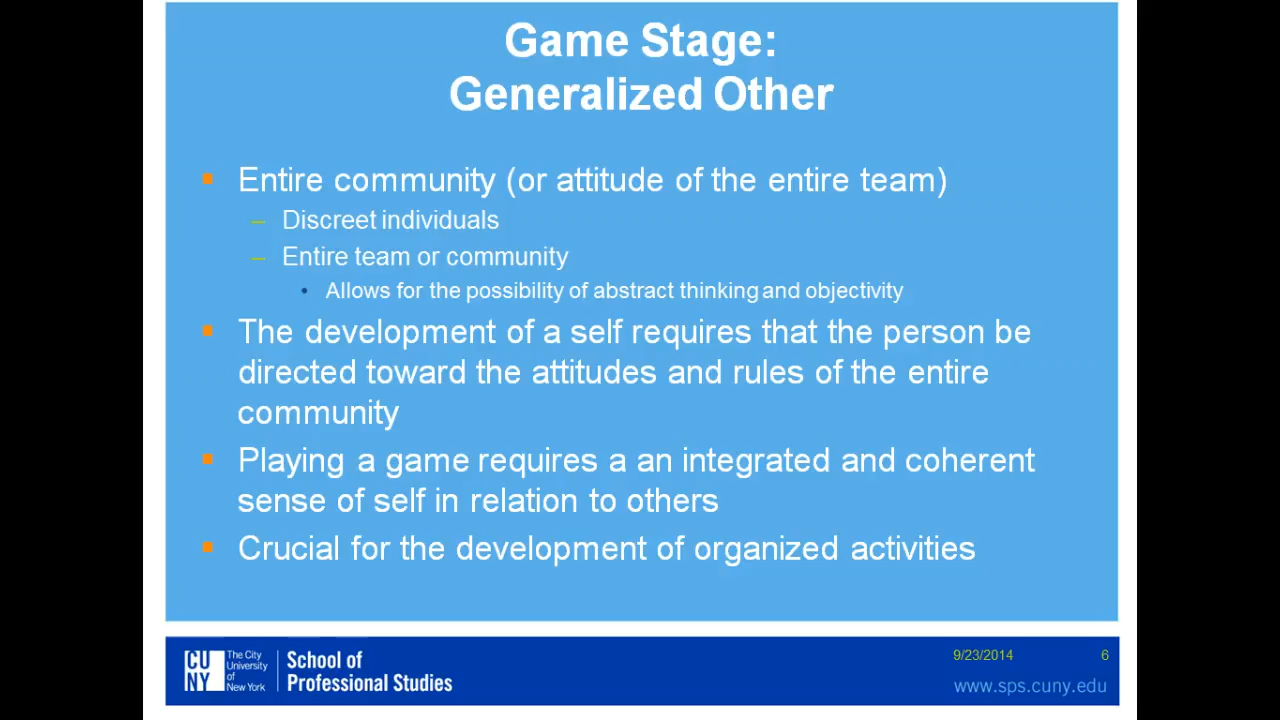 Game Stage:
Generalized Other
Entire community (or attitude of the entire team)
– Discreet individuals
– Entire team or community
• Allows for the possibility of abstract thinking and objectivity
The development of a self requires that the person be
directed toward the attitudes and rules of the entire
community
Playing a game requires a an integrated and coherent
sense of self in relation to others
Crucial for the development of organized activities
CU
NY
The City
University
of
New York
School of
Professional Studies
9/23/2014
6
www.sps.cuny.edu